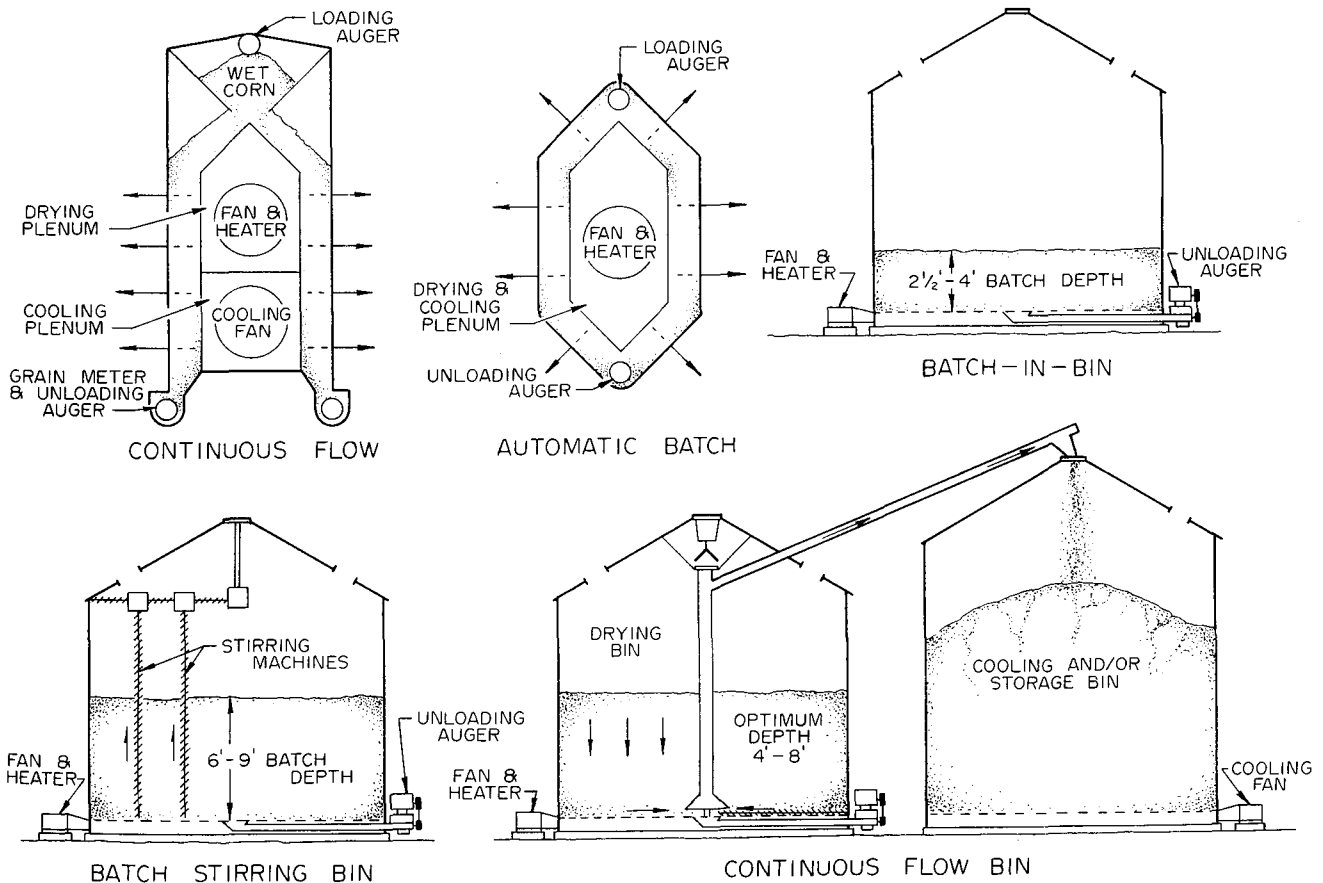 LOADING
AUGER
WET
CORN
DRYING
PLENUM
FAN &
HEATER
COOLING
PLENUM
COOLING
FAN
GRAIN METER
& UNLOADING
AUGER
CONTINUOUS FLOW
LOADING
AUGER
FAN &
HEATER
DRYING &
COOLING
PLENUM
UNLOADING
AUGER
AUTOMATIC BATCH
FAN &
HEATER
2'½'-4' BATCH DEPTH
UNLOADING
AUGER
BATCH-IN-BIN
STIRRING
MACHINES
6'-9' BATCH
DEPTH
FAN &
HEATER
UNLOADING
AUGER
BATCH STIRRING BIN
DRYING
BIN
OPTIMUM
DEPTH
4'-8'
FAN &
HEATER
COOLING AND/OR
STORAGE BIN
COOLING
FAN
CONTINUOUS FLOW BIN